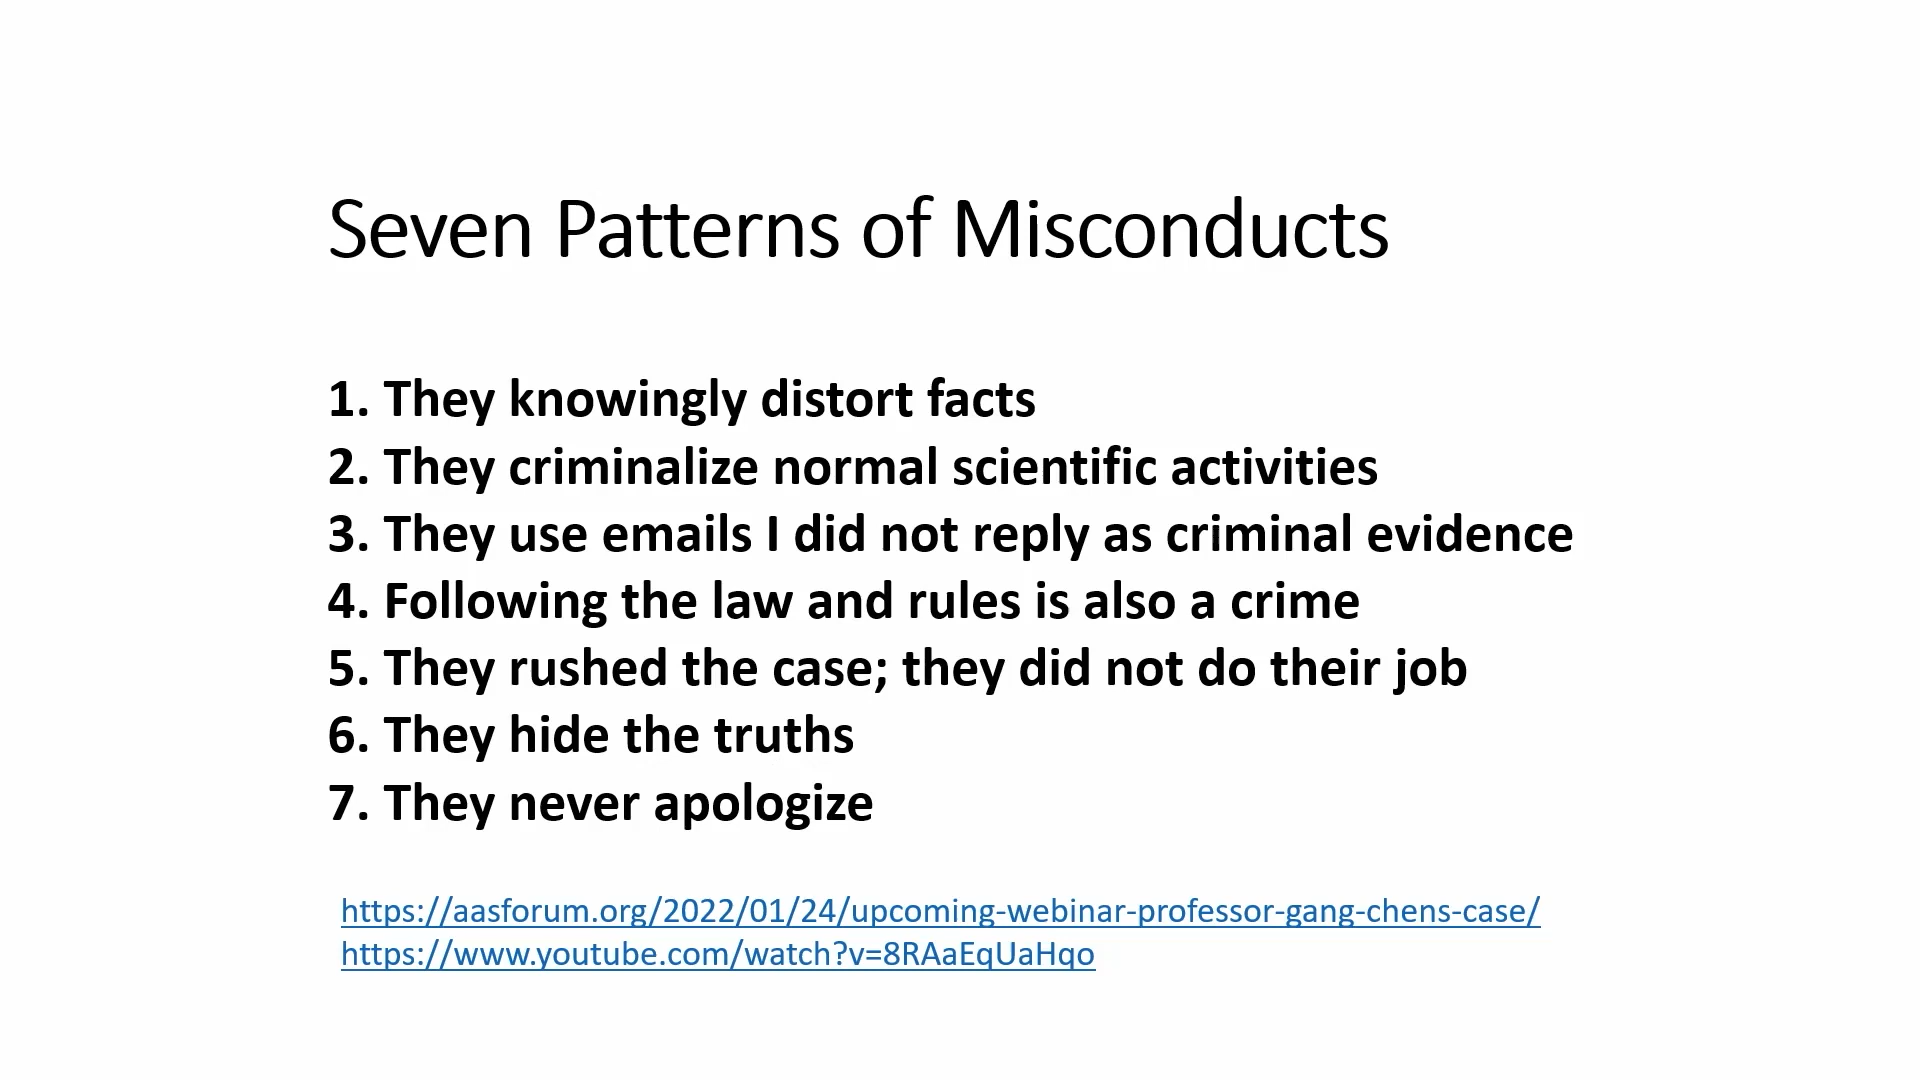 Seven Patterns of Misconducts
1. They knowingly distort facts
2. They criminalize normal scientific activities
3. They use emails I did not reply as criminal evidence
4. Following the law and rules is also a crime
5. They rushed the case; they did not do their job
6. They hide the truths
7. They never apologize
https://aasforum.org/2022/01/24/upcoming-webinar-professor-gang-chens-case/
https://www.youtube.com/watch?v=8RAaEqUaHqo